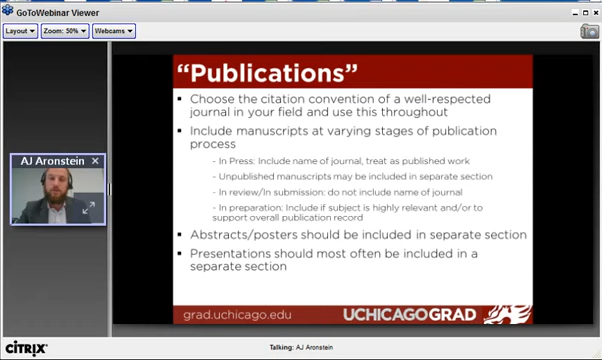 GoToWebinar Viewer
Layout
Zoom: 50%
Webcams
AJ Aronstein
“Publications”
▪ Choose the citation convention of a well-respected
journal in your field and use this throughout
▪ Include manuscripts at varying stages of publication
process
- In Press: Include name of journal, treat as published work
- Unpublished manuscripts may be included in separate section
- In review/In submission: do not include name of journal
- In preparation: Include if subject is highly relevant and/or to
support overall publication record
▪ Abstracts/posters should be included in separate section
▪ Presentations should most often be included in a
separate section
grad.uchicago.edu
UCHICAGOGRAD
CİTRIX
Talking: AJ Aronstein